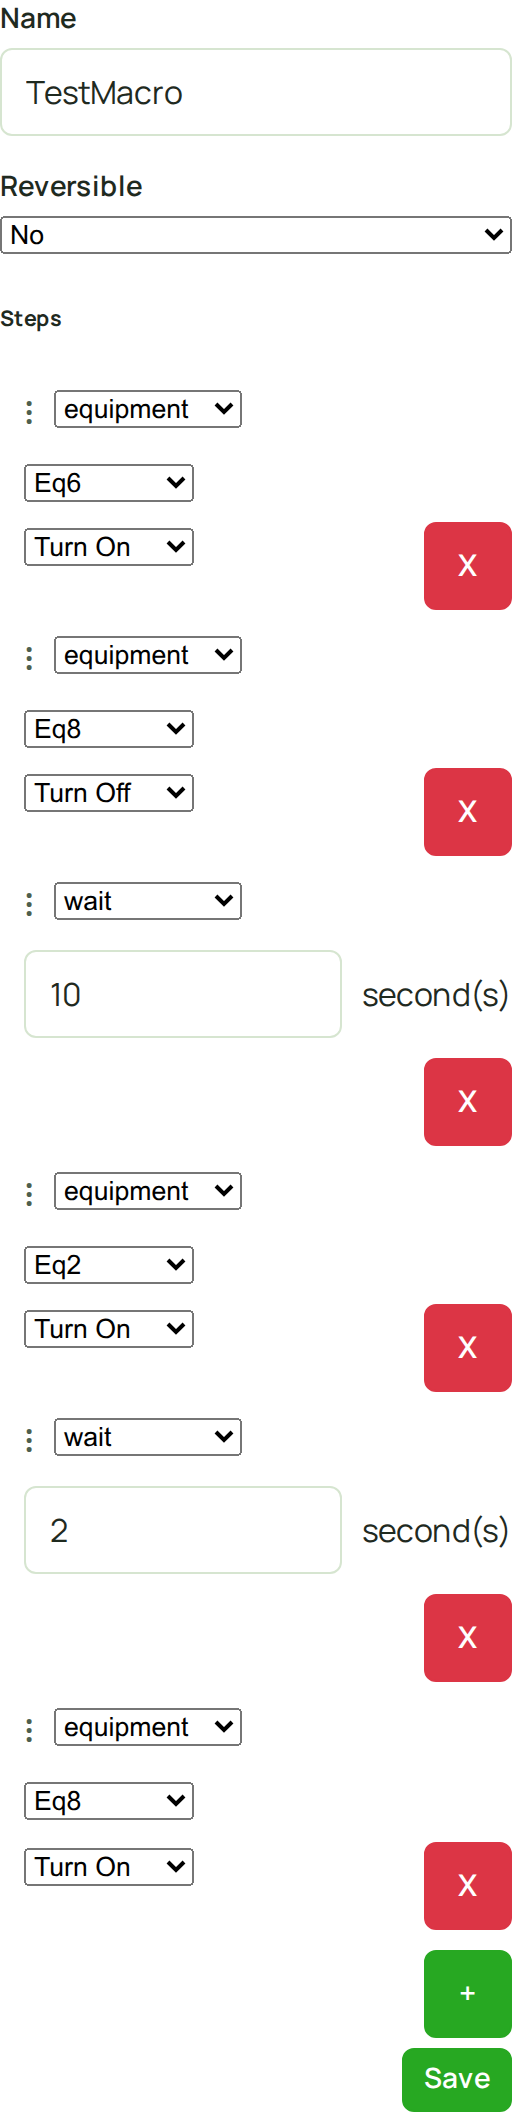 Name
TestMacro
Reversible
No
Steps
equipment
Eq6
Turn On
X
equipment
Eq8
Turn Off
X
wait
10 second(s)
X
equipment
Eq2
Turn On
X
wait
2 second(s)
X
equipment
Eq8
Turn On
X
+
Save